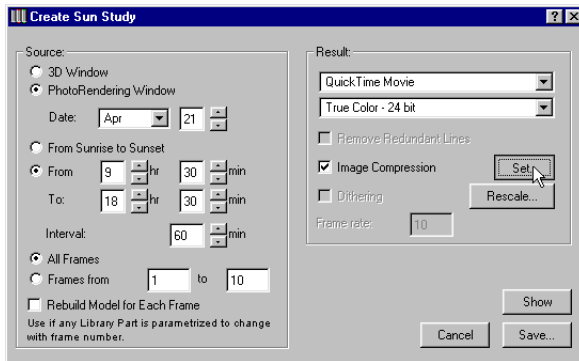 Create Sun Study
Source:
3D Window
PhotoRendering Window
Date: Apr 21
From Sunrise to Sunset
From 9 hr 30 min
To: 18 hr 30 min
Interval: 60 min
All Frames
Frames from 1 to 10
Rebuild Model for Each Frame
Use if any Library Part is parametrized to change
with frame number.
Result:
QuickTime Movie
True Color - 24 bit
Remove Redundant Lines
Image Compression Set...
Dithering Rescale...
Frame rate: 10
Show
Cancel Save...